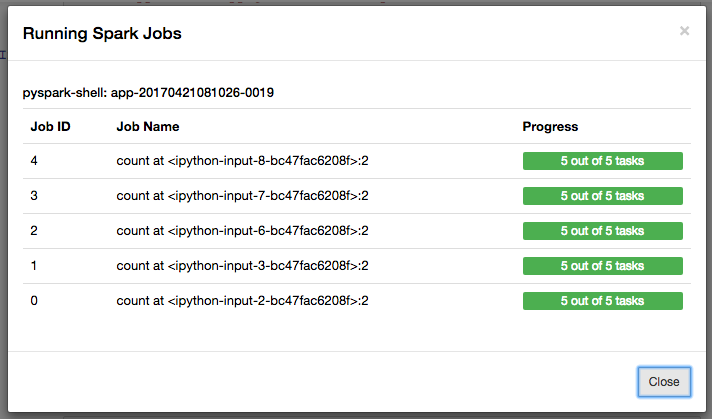 Running Spark Jobs ×
pyspark-shell: app-20170421081026-0019
Job ID Job Name Progress
4 count at <ipython-input-8-bc47fac6208f>:2 5 out of 5 tasks
3 count at <ipython-input-7-bc47fac6208f>:2 5 out of 5 tasks
2 count at <ipython-input-6-bc47fac6208f>:2 5 out of 5 tasks
1 count at <ipython-input-3-bc47fac6208f>:2 5 out of 5 tasks
0 count at <ipython-input-2-bc47fac6208f>:2 5 out of 5 tasks
Close